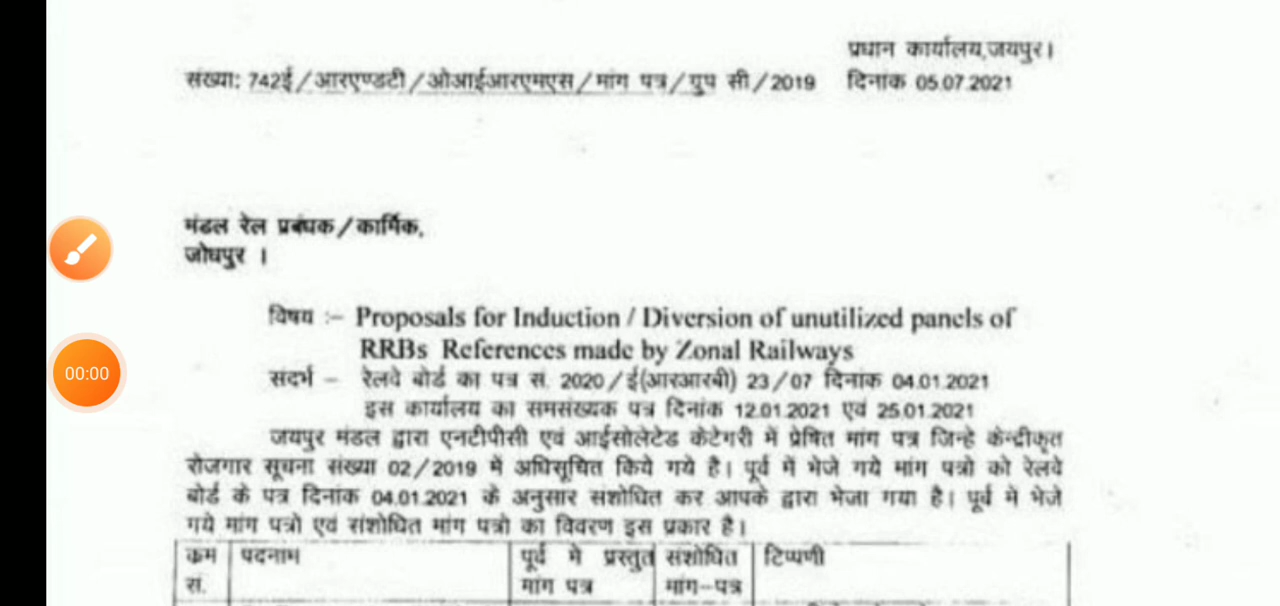 प्रधान कार्यालय,जयपुर।
संख्या: 742ई/आरएण्डटी/ओआईआरएमएस/मांग पत्र/ग्रुप सी/2019 दिनांक 05.07.2021
मंडल रेल प्रबंधक/कार्मिक,
जोधपुर ।
विषय :– Proposals for Induction / Diversion of unutilized panels of
RRBs References made by Zonal Railways
संदर्भ – रेलवे बोर्ड का पत्र सं. 2020/ई(आरआरबी) 23/07 दिनांक 04.01.2021
इस कार्यालय का समसंख्यक पत्र दिनांक 12.01.2021 एवं 25.01.2021
जयपुर मंडल द्वारा एनटीपीसी एवं आईसोलेटेड केटेगरी में प्रेषित मांग पत्र जिन्हे केन्द्रीकृत
रोजगार सूचना संख्या 02/2019 में अधिसूचित किये गये है। पूर्व में भेजे गये मांग पत्रो को रेलवे
बोर्ड के पत्र दिनांक 04.01.2021 के अनुसार संशोधित कर आपके द्वारा भेजा गया है। पूर्व में भेजे
गये मांग पत्रो एवं संशोधित मांग पत्रो का विवरण इस प्रकार है।
क्रम पदनाम पूर्व मे प्रस्तुत संशोधित टिप्पणी
सं. मांग पत्र मांग–पत्र
00:00